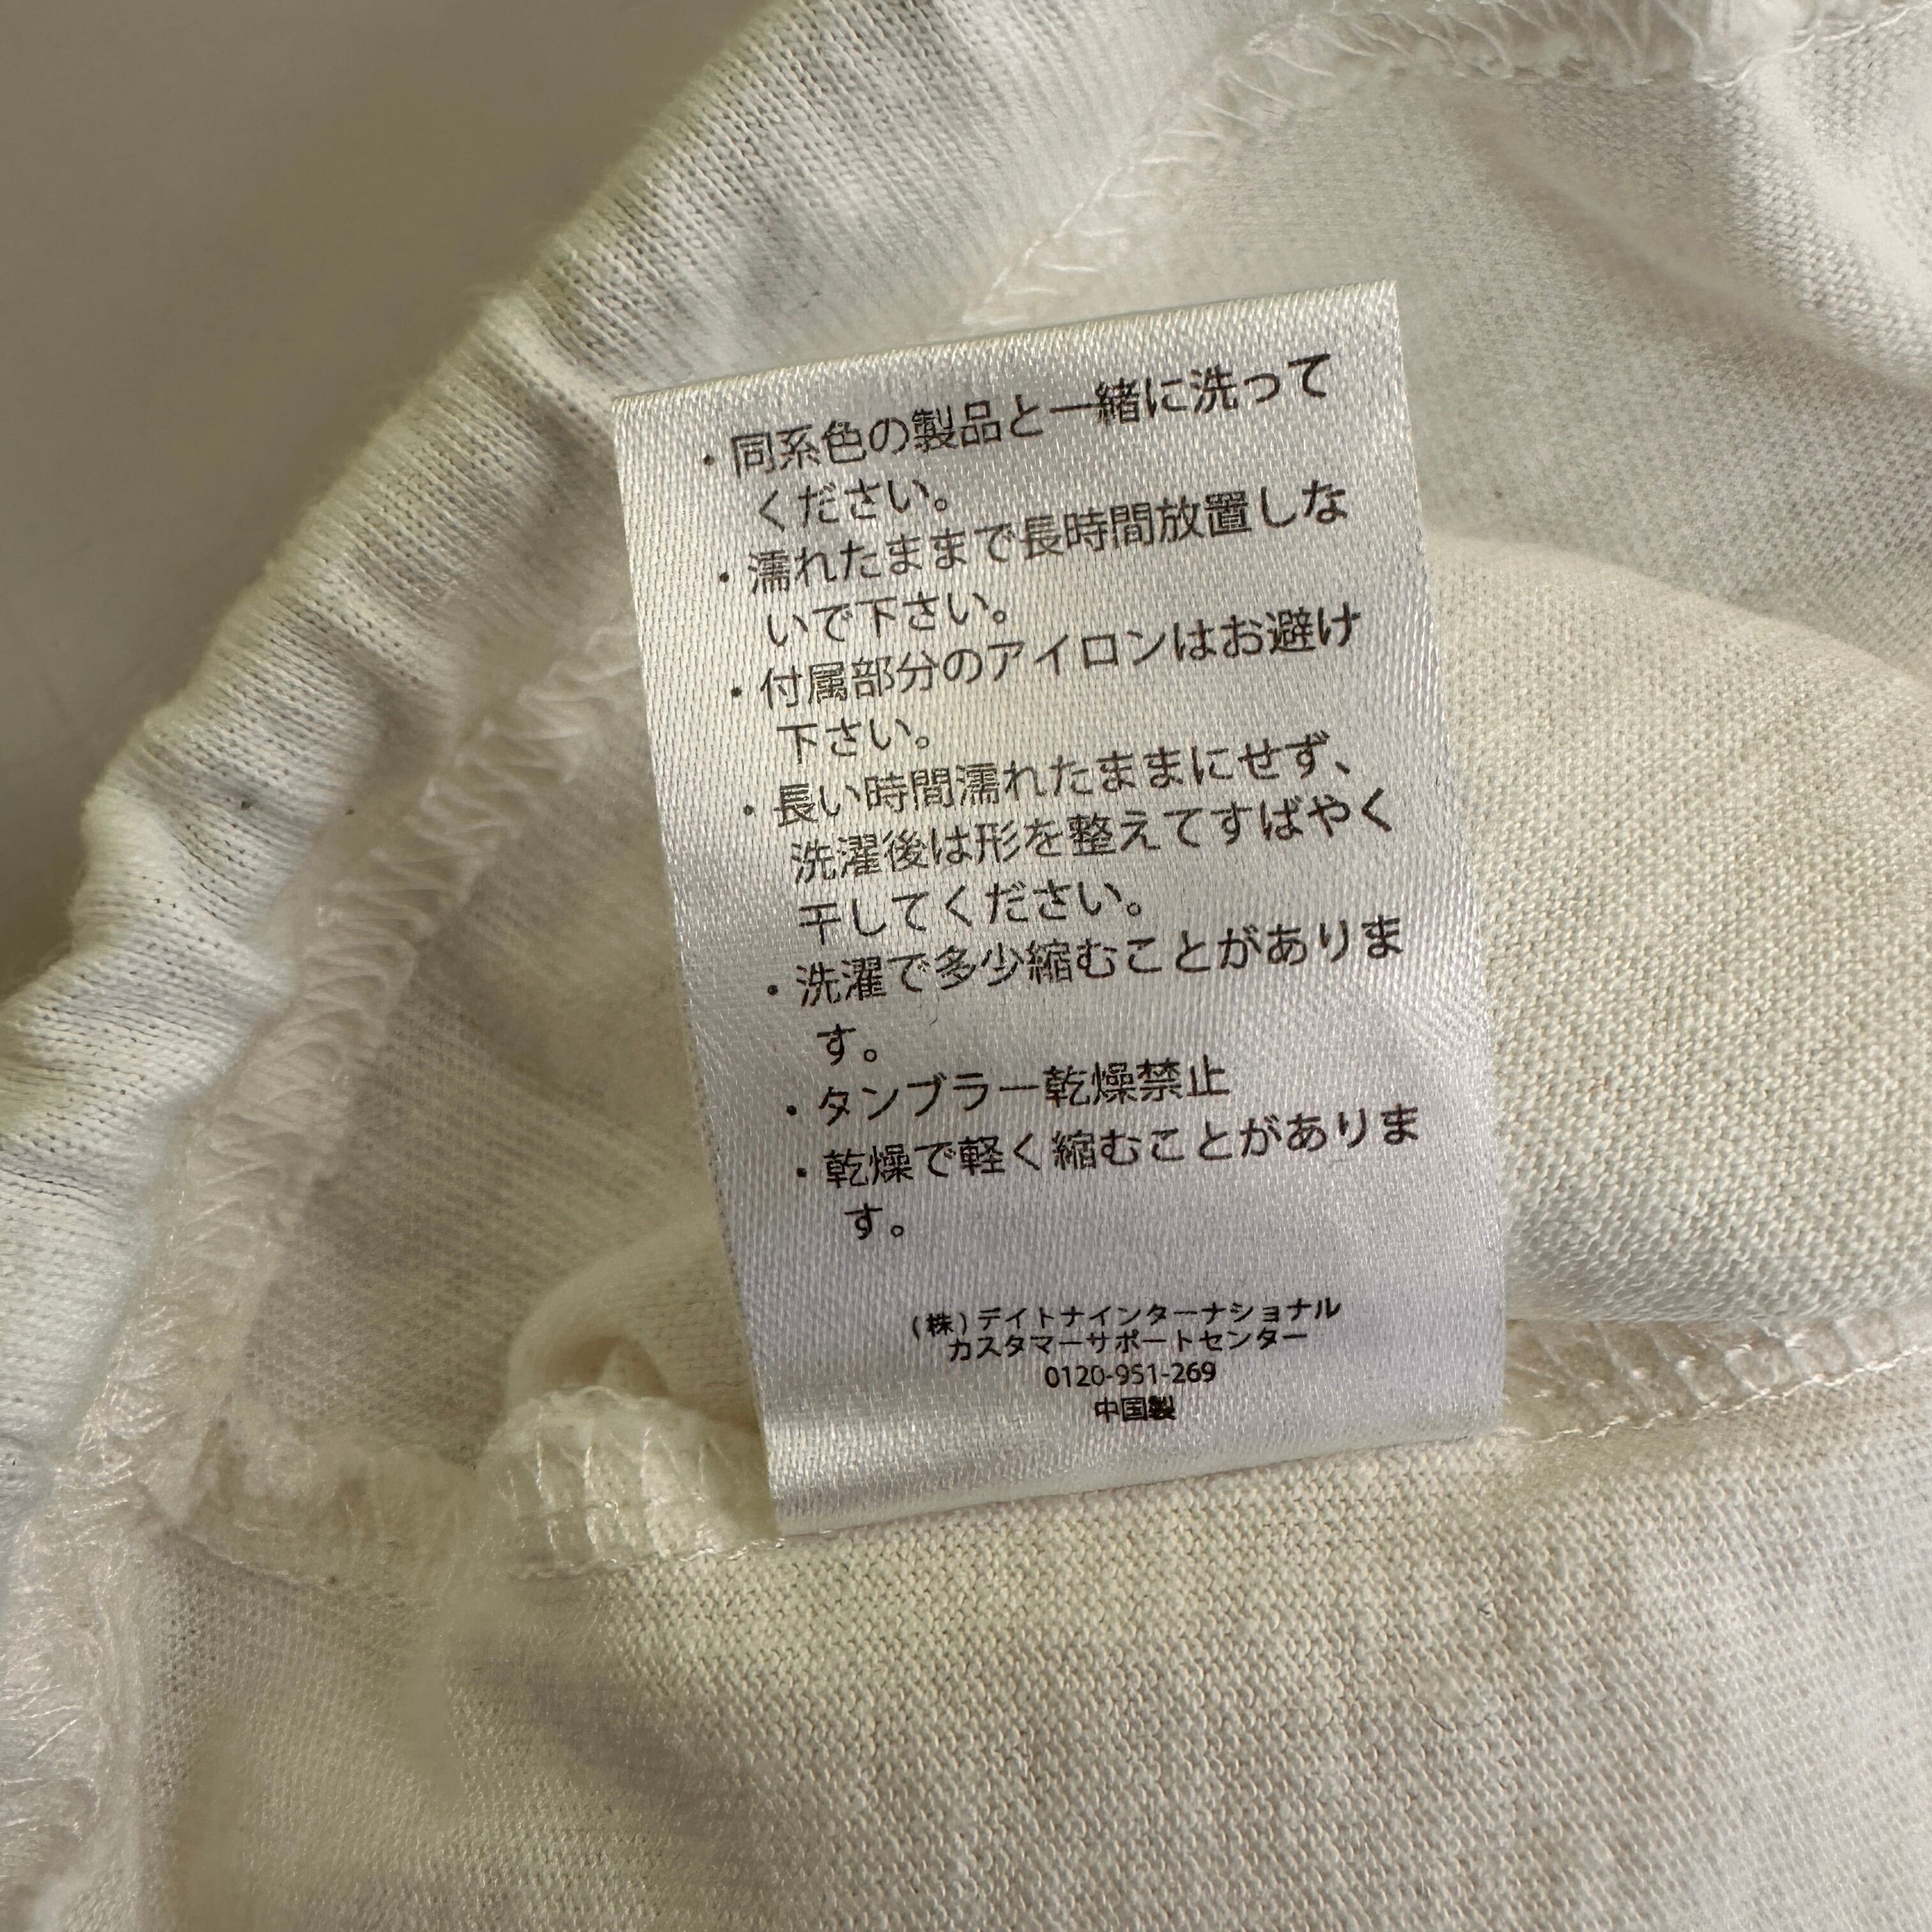 ・同系色の製品と一緒に洗って
ください。
・濡れたままで長時間放置しな
いで下さい。
・付属部分のアイロンはお避け
下さい。
・長い時間濡れたままにせず、
洗濯後は形を整えてすばやく
干してください。
・洗濯で多少縮むことがありま
す。
・タンブラー乾燥禁止
・乾燥で軽く縮むことがありま
す。
(株)デイトナインターナショナル
カスタマーサポートセンター
0120-951-269
中国製